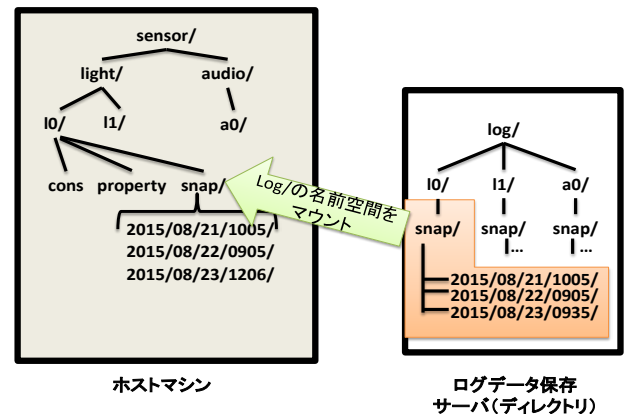 sensor/
light/ audio/
l0/ l1/ a0/
cons property snap/
2015/08/21/1005/
2015/08/22/0905/
2015/08/23/1206/
Log/の名前空間を
マウント
log/
l0/ l1/ a0/
snap/ snap/ snap/
... ...
2015/08/21/1005/
2015/08/22/0905/
2015/08/23/0935/
ホストマシン
ログデータ保存
サーバ(ディレクトリ)